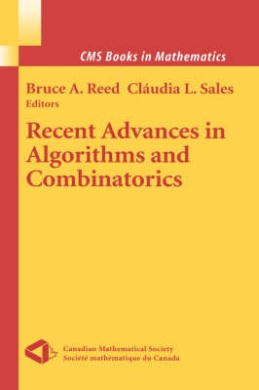 CMS Books in Mathematics
Bruce A. Reed Cláudia L. Sales
Editors
Recent Advances in
Algorithms and
Combinatorics
Canadian Mathematical Society
Société mathématique du Canada